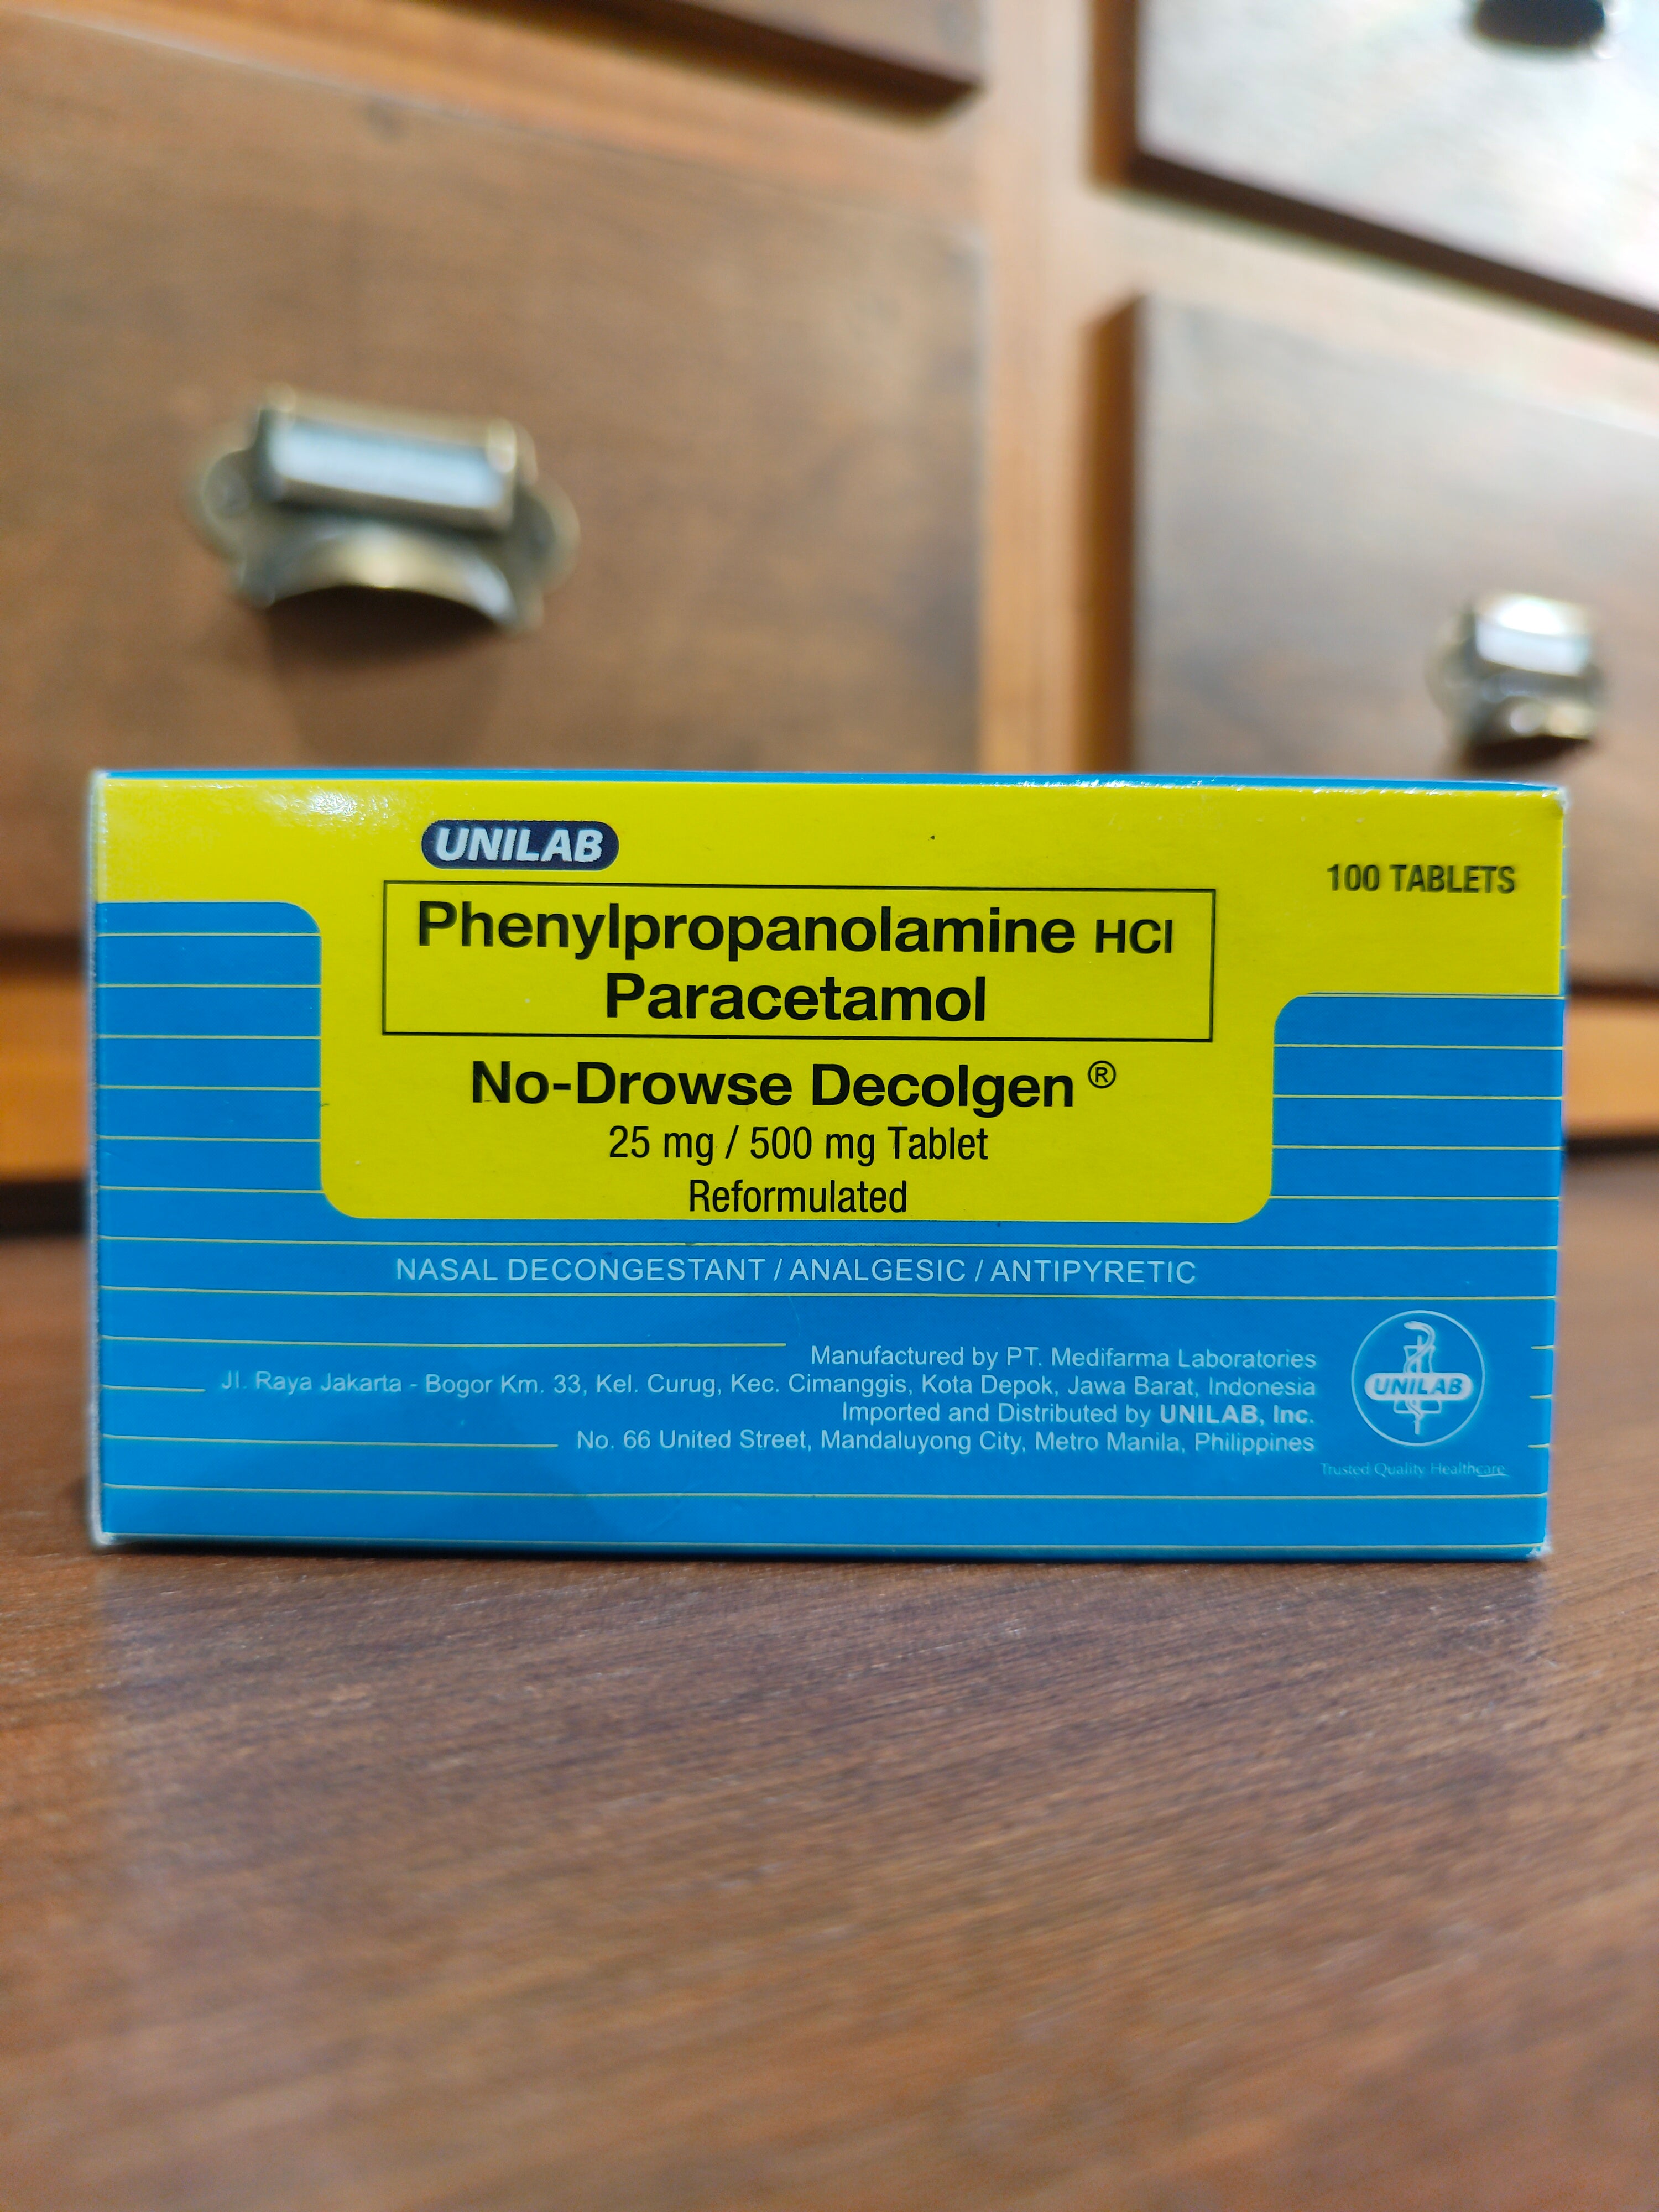 UNILAB
100 TABLETS
Phenylpropanolamine HCl
Paracetamol
No-Drowse Decolgen ®
25 mg / 500 mg Tablet
Reformulated
NASAL DECONGESTANT / ANALGESIC / ANTIPYRETIC
Manufactured by PT. Medifarma Laboratories
Jl. Raya Jakarta - Bogor Km. 33, Kel. Curug, Kec. Cimanggis, Kota Depok, Jawa Barat, Indonesia
Imported and Distributed by UNILAB, Inc.
No. 66 United Street, Mandaluyong City, Metro Manila, Philippines
UNILAB
Trusted Quality Healthcare